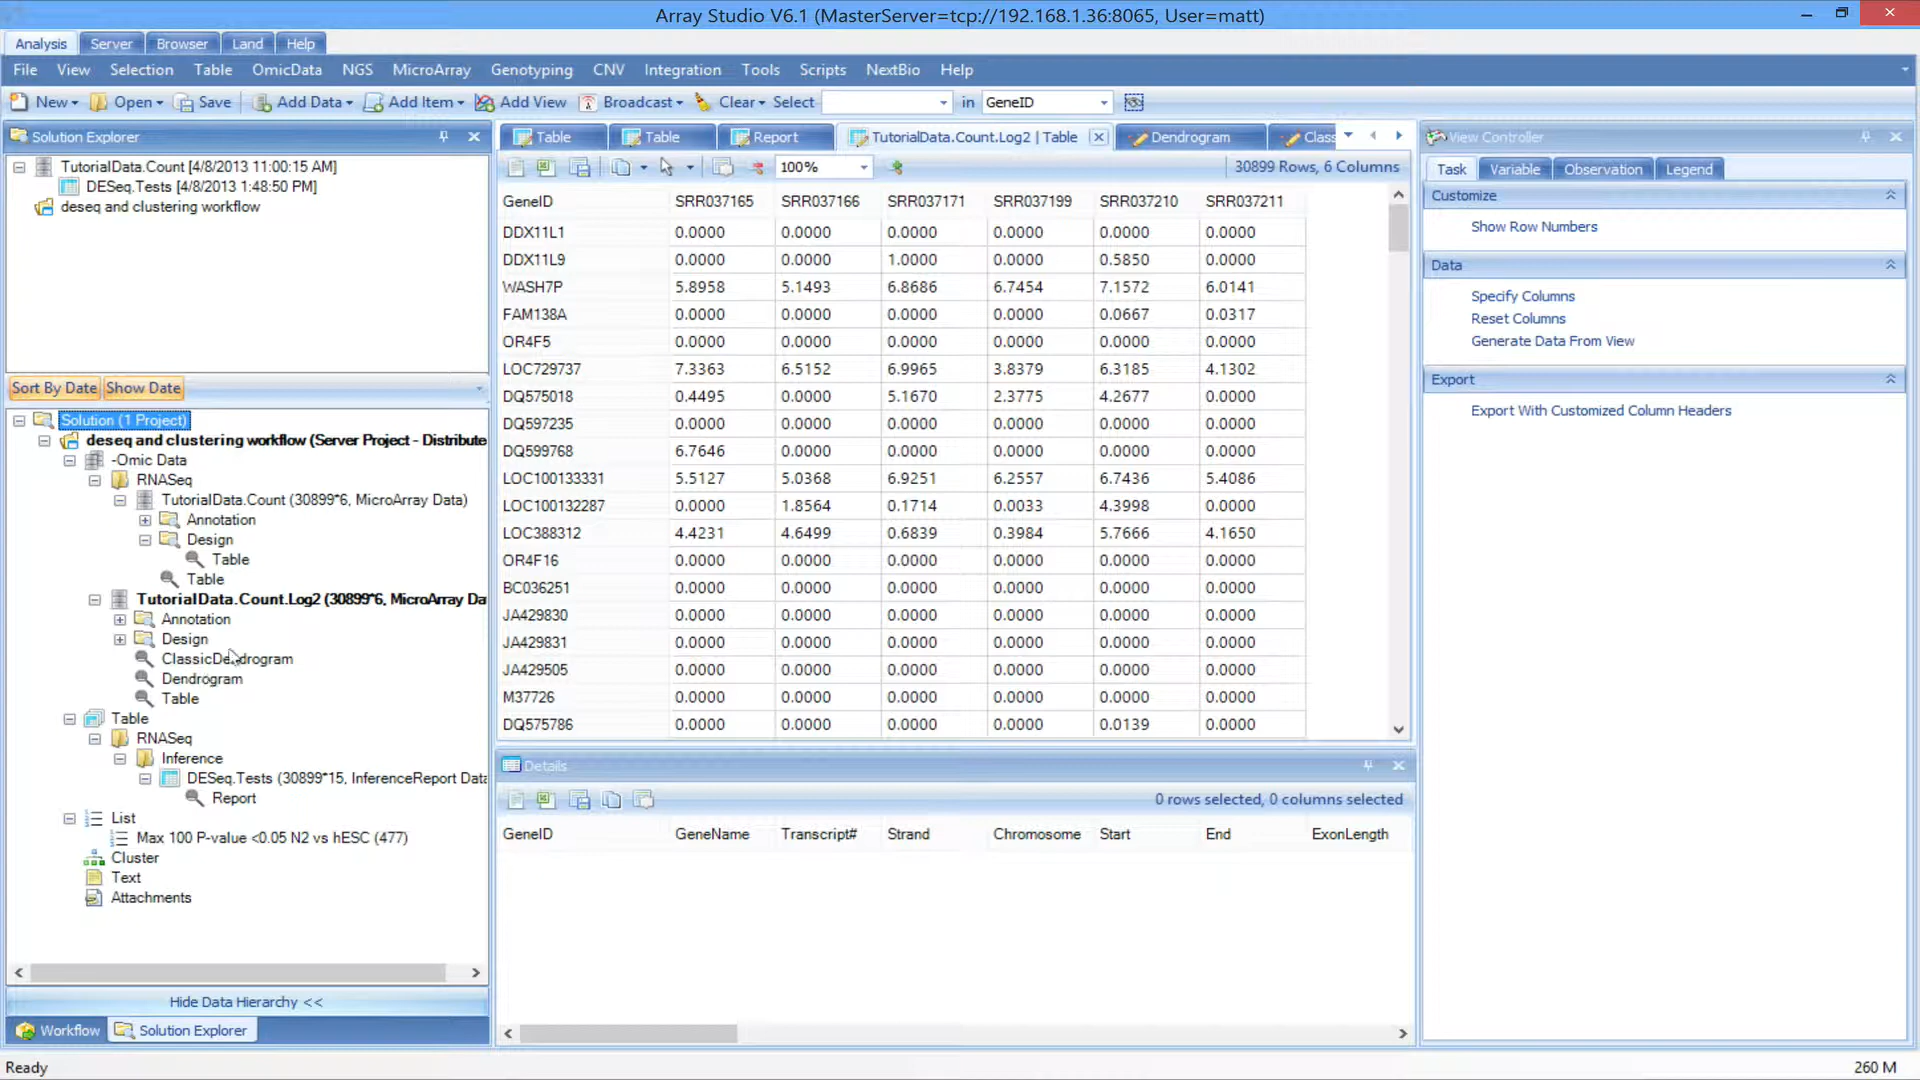 Array Studio V6.1 (MasterServer=tcp://192.168.1.36:8065, User=matt)
Analysis Server Browser Land Help
File View Selection Table OmicData NGS MicroArray Genotyping CNV Integration Tools Scripts NextBio Help
New Open Save Add Data Add Item Add View Broadcast Clear Select in GeneID
Solution Explorer
TutorialData.Count [4/8/2013 11:00:15 AM]
DESeq.Tests [4/8/2013 1:48:50 PM]
deseq and clustering workflow
Sort By Date Show Date
Solution (1 Project)
deseq and clustering workflow (Server Project - Distribute
-Omic Data
RNASeq
TutorialData.Count (30899*6, MicroArray Data)
Annotation
Design
Table
Table
TutorialData.Count.Log2 (30899*6, MicroArray Da
Annotation
Design
ClassicDendrogram
Dendrogram
Table
Table
RNASeq
Inference
DESeq.Tests (30899*15, InferenceReport Data
Report
List
Max 100 P-value <0.05 N2 vs hESC (477)
Cluster
Text
Attachments
Hide Data Hierarchy <<
Workflow Solution Explorer
Ready
Table Table Report TutorialData.Count.Log2 | Table Dendrogram Class
100% 30899 Rows, 6 Columns
GeneID SRR037165 SRR037166 SRR037171 SRR037199 SRR037210 SRR037211
DDX11L1 0.0000 0.0000 0.0000 0.0000 0.0000 0.0000
DDX11L9 0.0000 0.0000 1.0000 0.0000 0.5850 0.0000
WASH7P 5.8958 5.1493 6.8686 6.7454 7.1572 6.0141
FAM138A 0.0000 0.0000 0.0000 0.0000 0.0667 0.0317
OR4F5 0.0000 0.0000 0.0000 0.0000 0.0000 0.0000
LOC729737 7.3363 6.5152 6.9965 3.8379 6.3185 4.1302
DQ575018 0.4495 0.0000 5.1670 2.3775 4.2677 0.0000
DQ597235 0.0000 0.0000 0.0000 0.0000 0.0000 0.0000
DQ599768 6.7646 0.0000 0.0000 0.0000 0.0000 0.0000
LOC100133331 5.5127 5.0368 6.9251 6.2557 6.7436 5.4086
LOC100132287 0.0000 1.8564 0.1714 0.0033 4.3998 0.0000
LOC388312 4.4231 4.6499 0.6839 0.3984 5.7666 4.1650
OR4F16 0.0000 0.0000 0.0000 0.0000 0.0000 0.0000
BC036251 0.0000 0.0000 0.0000 0.0000 0.0000 0.0000
JA429830 0.0000 0.0000 0.0000 0.0000 0.0000 0.0000
JA429831 0.0000 0.0000 0.0000 0.0000 0.0000 0.0000
JA429505 0.0000 0.0000 0.0000 0.0000 0.0000 0.0000
M37726 0.0000 0.0000 0.0000 0.0000 0.0000 0.0000
DQ575786 0.0000 0.0000 0.0000 0.0000 0.0139 0.0000
Details
0 rows selected, 0 columns selected
GeneID GeneName Transcript# Strand Chromosome Start End ExonLength
View Controller
Task Variable Observation Legend
Customize
Show Row Numbers
Data
Specify Columns
Reset Columns
Generate Data From View
Export
Export With Customized Column Headers
260 M